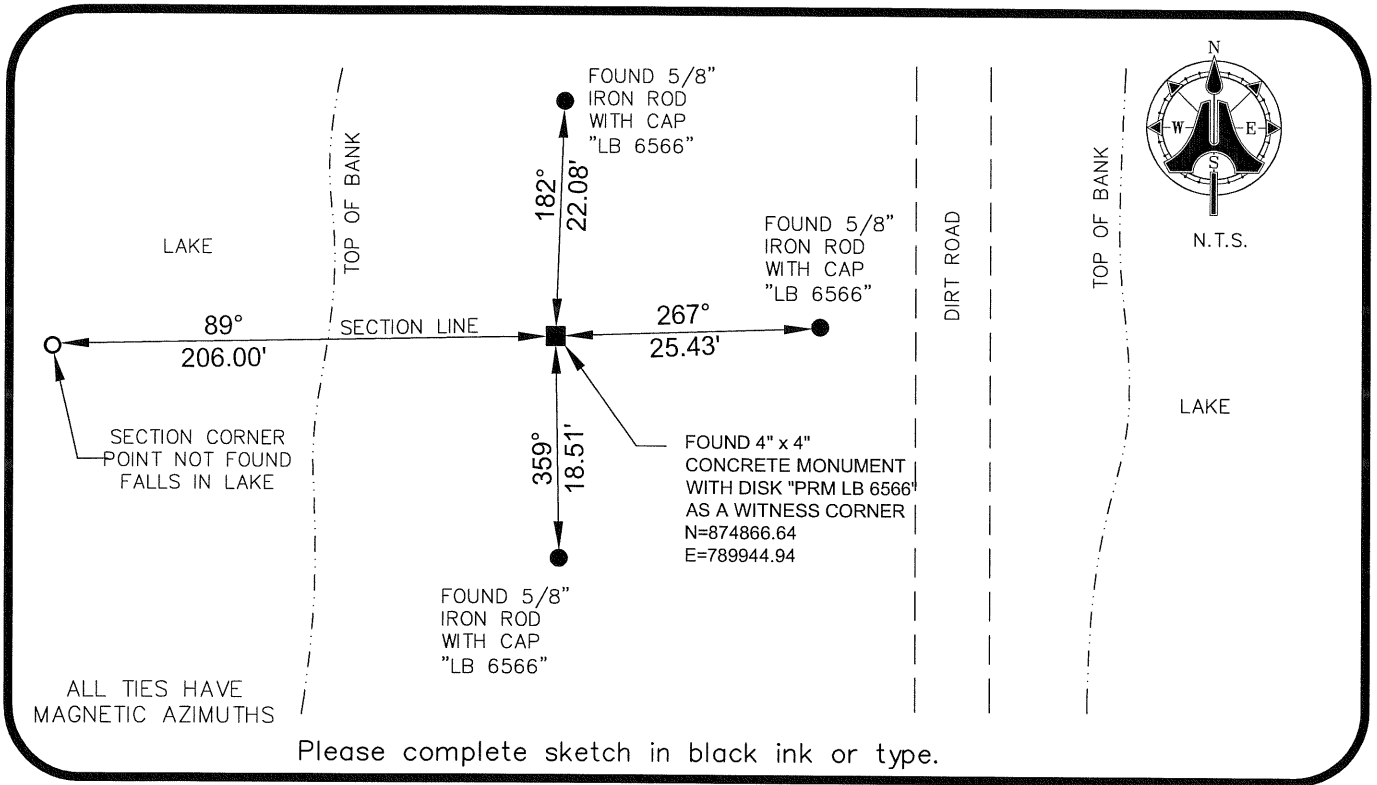 FOUND 5/8"
IRON ROD
WITH CAP
"LB 6566"
N
W
E
S
N.T.S.
TOP OF BANK
182°
22.08'
LAKE
FOUND 5/8"
IRON ROD
WITH CAP
"LB 6566"
DIRT ROAD
TOP OF BANK
89°
206.00'
SECTION LINE
267°
25.43'
LAKE
SECTION CORNER
POINT NOT FOUND
FALLS IN LAKE
359°
18.51'
FOUND 4" x 4"
CONCRETE MONUMENT
WITH DISK "PRM LB 6566"
AS A WITNESS CORNER
N=874866.64
E=789944.94
FOUND 5/8"
IRON ROD
WITH CAP
"LB 6566"
ALL TIES HAVE
MAGNETIC AZIMUTHS
Please complete sketch in black ink or type.